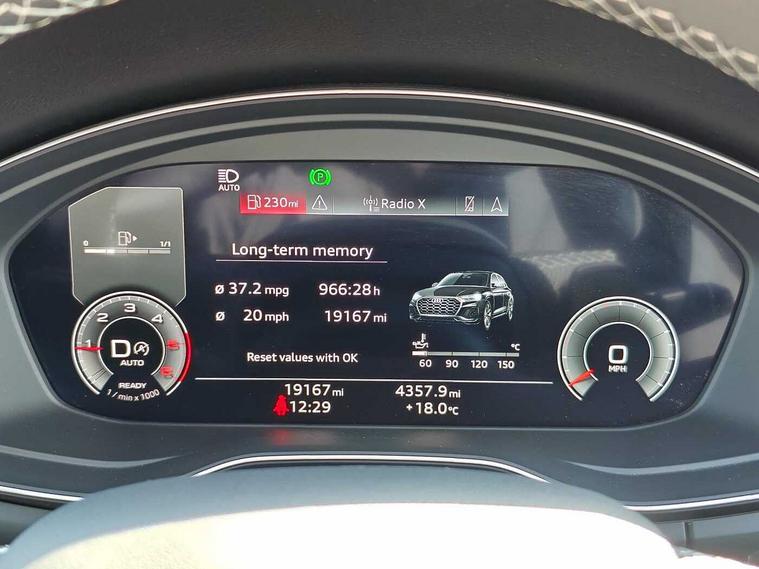 AUTO
P
230mi
Radio X
0 1/1
Long-term memory
ø 37.2 mpg 966:28 h
ø 20 mph 19167 mi
Reset values with OK
1 2 3 4 5 6
D
AUTO
READY
1 / min x 1000
°C
60 90 120 150
0
MPH
19167 mi 4357.9 mi
12:29 +18.0°C